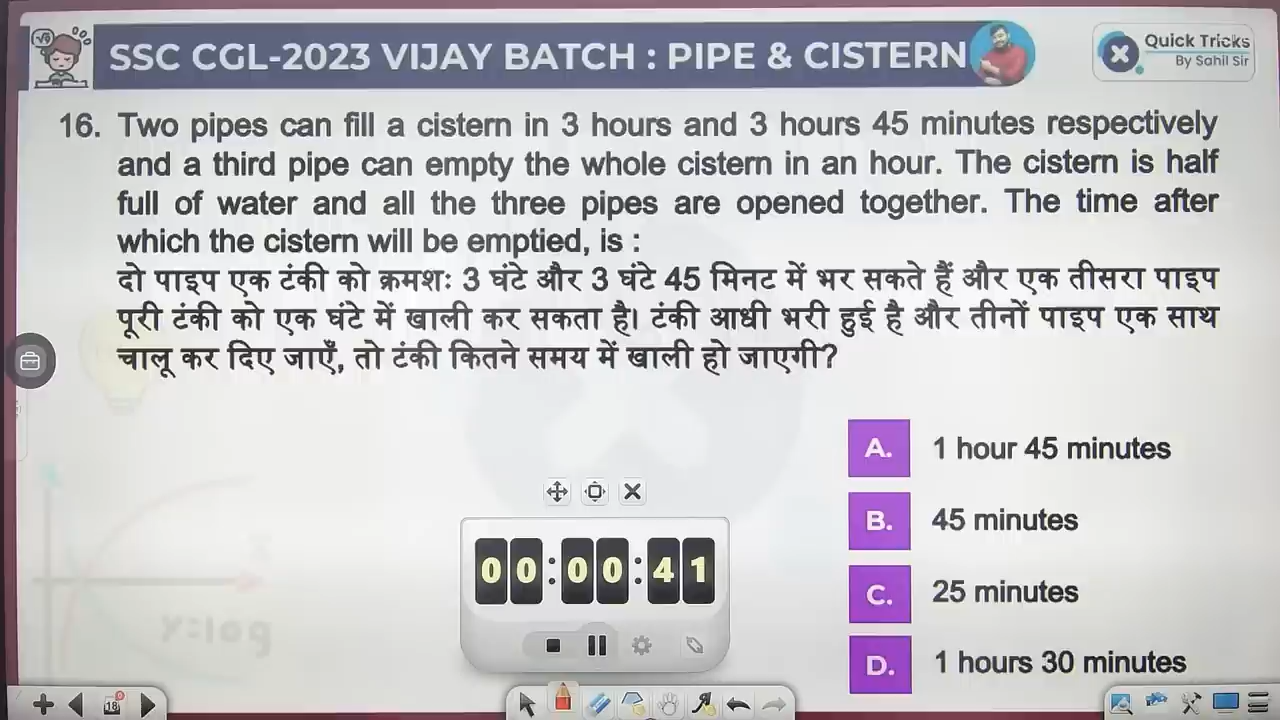 SSC CGL-2023 VIJAY BATCH : PIPE & CISTERN
Quick Tricks
By Sahil Sir
16. Two pipes can fill a cistern in 3 hours and 3 hours 45 minutes respectively
and a third pipe can empty the whole cistern in an hour. The cistern is half
full of water and all the three pipes are opened together. The time after
which the cistern will be emptied, is :
दो पाइप एक टंकी को क्रमशः 3 घंटे और 3 घंटे 45 मिनट में भर सकते हैं और एक तीसरा पाइप
पूरी टंकी को एक घंटे में खाली कर सकता है। टंकी आधी भरी हुई है और तीनों पाइप एक साथ
चालू कर दिए जाएँ, तो टंकी कितने समय में खाली हो जाएगी?
A. 1 hour 45 minutes
B. 45 minutes
C. 25 minutes
D. 1 hours 30 minutes
00:00:41
y=log
18